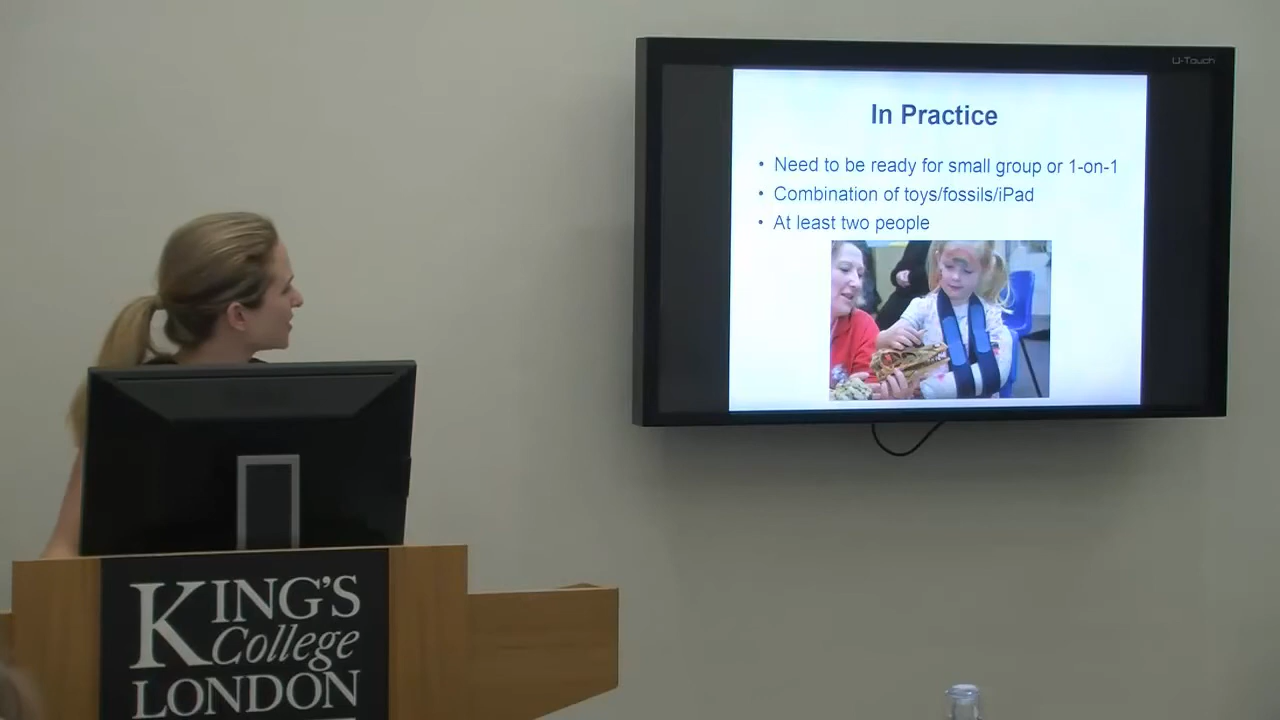 U-Touch
In Practice
• Need to be ready for small group or 1-on-1
• Combination of toys/fossils/iPad
• At least two people
KING'S
College
LONDON